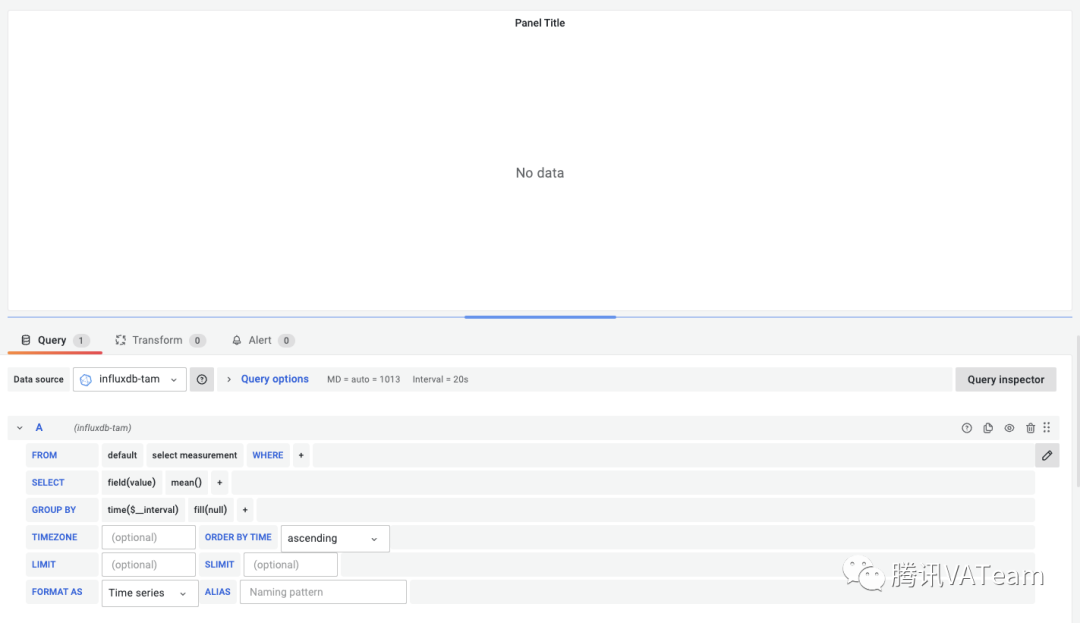 Panel Title
No data
Query 1 Transform 0 Alert 0
Data source influxdb-tam Query options MD = auto = 1013 Interval = 20s Query inspector
A (influxdb-tam)
FROM default select measurement WHERE +
SELECT field(value) mean() +
GROUP BY time($__interval) fill(null) +
TIMEZONE (optional) ORDER BY TIME ascending
LIMIT (optional) SLIMIT (optional)
FORMAT AS Time series ALIAS Naming pattern
腾讯VATeam